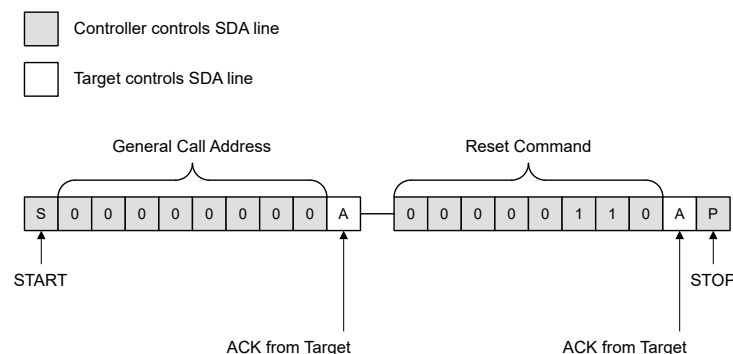 Controller controls SDA line
Target controls SDA line
General Call Address
Reset Command
S 0 0 0 0 0 0 0 0 A 0 0 0 0 0 1 1 0 A P
START
STOP
ACK from Target
ACK from Target